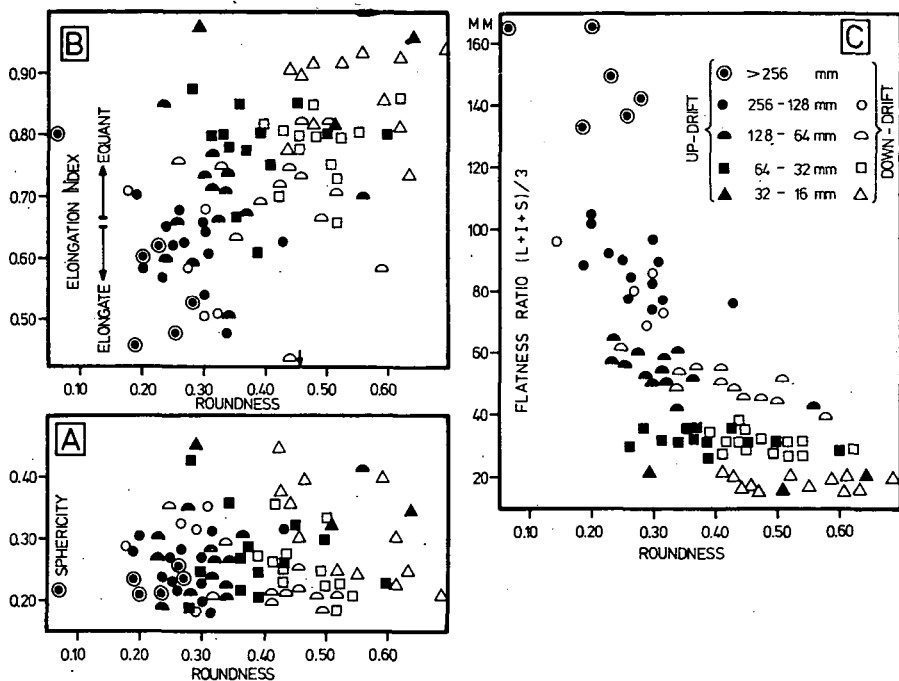 B
0.90
0.80
0.70
0.60
0.50
ELONGATION INDEX
ELONGATE EQUANT
0.10 0.20 0.30 0.40 0.50 0.60
ROUNDNESS
A
0.40
0.30
0.20
SPHERICITY
0.10 0.20 0.30 0.40 0.50 0.60
ROUNDNESS
C
MM
160
140
120
100
80
60
40
20
FLATNESS RATIO (L+I+S)/3
UP-DRIFT
>256 mm
256-128 mm
128-64 mm
64-32 mm
32-16 mm
DOWN-DRIFT
0.10 0.20 0.30 0.40 0.50 0.60
ROUNDNESS